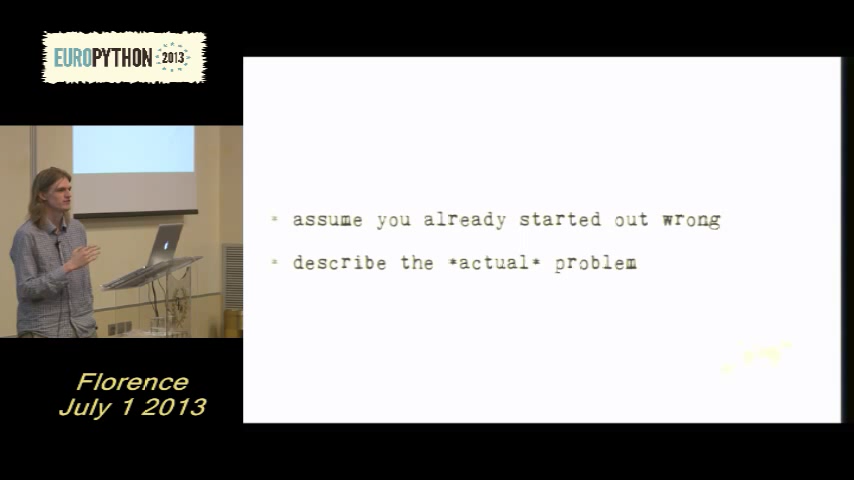 EUROPYTHON 2013
* assume you already started out wrong
* describe the *actual* problem
Florence
July 1 2013